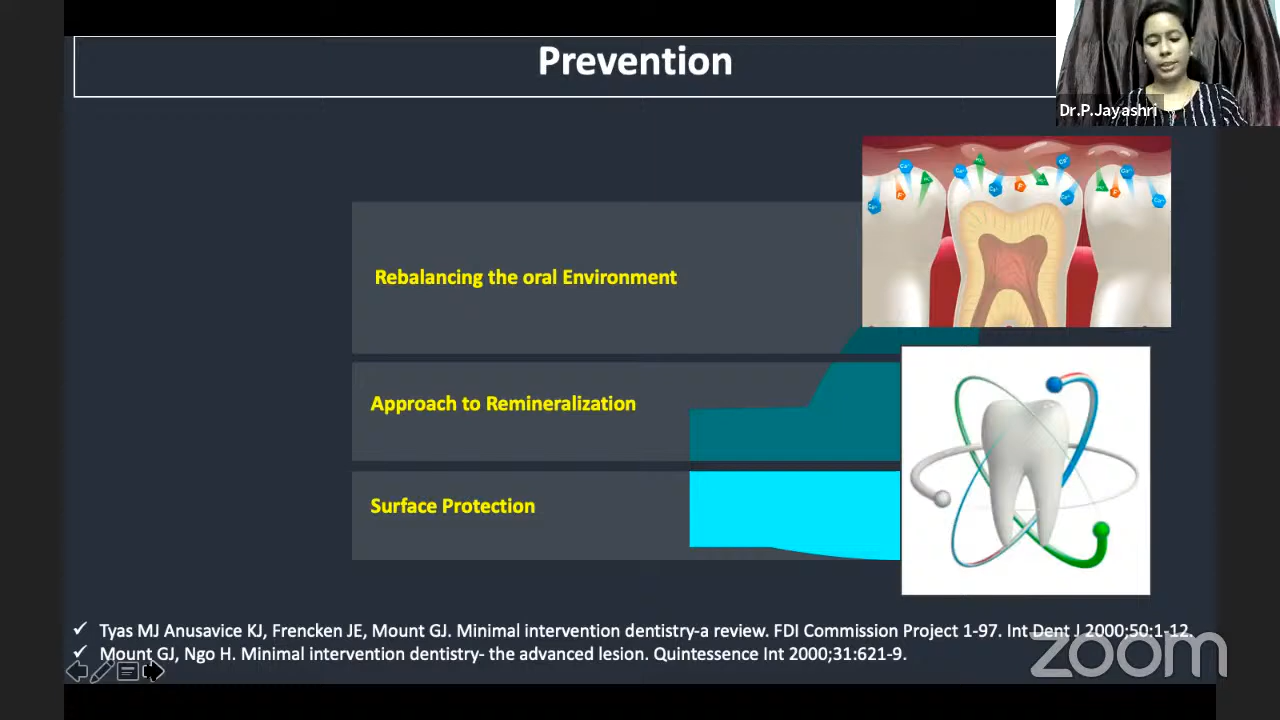 Prevention
Dr.P.Jayashri
Rebalancing the oral Environment
Approach to Remineralization
Surface Protection
✓ Tyas MJ Anusavice KJ, Frencken JE, Mount GJ. Minimal intervention dentistry-a review. FDI Commission Project 1-97. Int Dent J 2000;50:1-12.
✓ Mount GJ, Ngo H. Minimal intervention dentistry- the advanced lesion. Quintessence Int 2000;31:621-9.
zoom